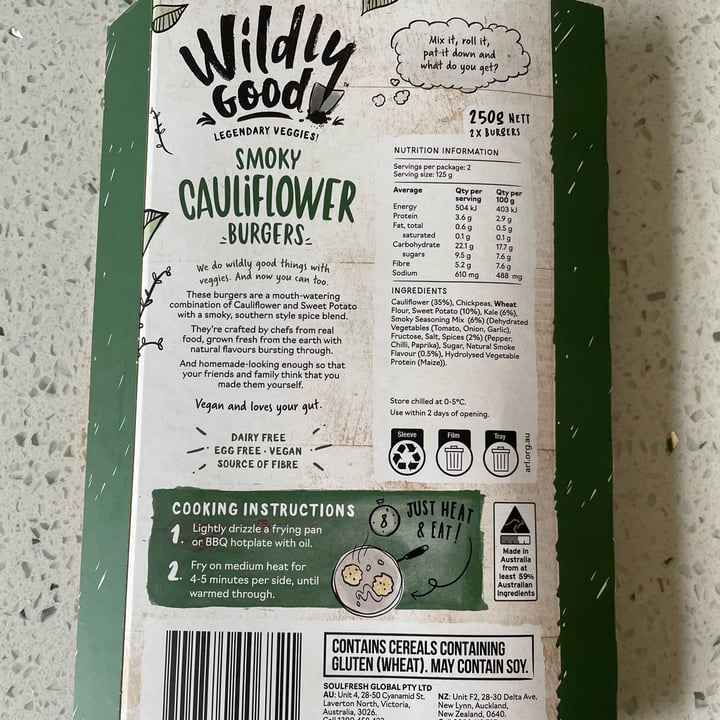 Wildly
GOOD
™
LEGENDARY VEGGIES!
SMOKY
CAULIFLOWER
BURGERS
We do wildly good things with
veggies. And now you can too.
These burgers are a mouth-watering
combination of Cauliflower and Sweet Potato
with a smoky, southern style spice blend.
They're crafted by chefs from real
food, grown fresh from the earth with
natural flavours bursting through.
And homemade-looking enough so that
your friends and family think that you
made them yourself.
Vegan and loves your gut.
DAIRY FREE
EGG FREE • VEGAN
SOURCE OF FIBRE
Mix it, roll it,
pat it down and
what do you get?
250g NETT
2X BURGERS
NUTRITION INFORMATION
Servings per package: 2
Serving size: 125 g
Average Qty per serving Qty per 100 g
Energy 504 kJ 403 kJ
Protein 3.6 g 2.9 g
Fat, total 0.6 g 0.5 g
saturated 0.1 g 0.1 g
Carbohydrate 22.1 g 17.7 g
sugars 9.5 g 7.6 g
Fibre 5.2 g 7.6 g
Sodium 610 mg 488 mg
INGREDIENTS
Cauliflower (35%), Chickpeas, Wheat
Flour, Sweet Potato (10%), Kale (6%),
Smoky Seasoning Mix (6%) (Dehydrated
Vegetables (Tomato, Onion, Garlic),
Fructose, Salt, Spices (2%) (Pepper,
Chilli, Paprika), Sugar, Natural Smoke
Flavour (0.5%), Hydrolysed Vegetable
Protein (Maize)).
Store chilled at 0-5°C.
Use within 2 days of opening.
Sleeve Film Tray
arl.org.au
COOKING INSTRUCTIONS
1. Lightly drizzle a frying pan
or BBQ hotplate with oil.
2. Fry on medium heat for
4-5 minutes per side, until
warmed through.
8
JUST HEAT
& EAT!
Made in
Australia
from at
least 59%
Australian
ingredients
CONTAINS CEREALS CONTAINING
GLUTEN (WHEAT). MAY CONTAIN SOY.
SOULFRESH GLOBAL PTY LTD
AU: Unit 4, 28-50 Cyanamid St.
Laverton North, Victoria,
Australia, 3026.
NZ: Unit F2, 28-30 Delta Ave,
New Lynn, Auckland,
New Zealand, 0640.